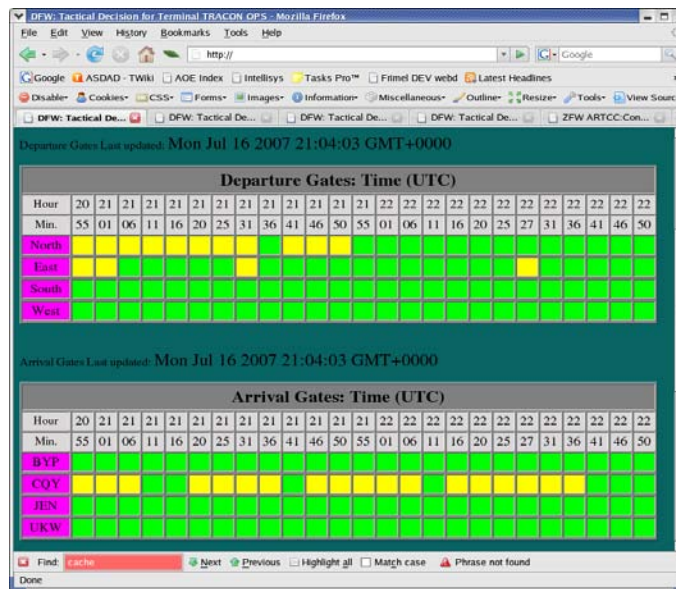 DFW: Tactical Decision for Terminal TRACON OPS - Mozilla Firefox
File Edit View History Bookmarks Tools Help
http:// Google
Google ASDAD - TWiki AOE Index Intellisys Tasks Pro™ Frimel DEV webd Latest Headlines
Disable Cookies CSS Forms Images Information Miscellaneous Outline Resize Tools View Sourc
DFW: Tactical De... DFW: Tactical De... DFW: Tactical De... DFW: Tactical De... ZFW ARTCC:Con...
Departure Gates Last updated: Mon Jul 16 2007 21:04:03 GMT+0000
Departure Gates: Time (UTC)
Hour 20 21 21 21 21 21 21 21 21 21 21 21 21 22 22 22 22 22 22 22 22 22 22 22
Min. 55 01 06 11 16 20 25 31 36 41 46 50 55 01 06 11 16 20 25 27 31 36 41 46 50
North
East
South
West
Arrival Gates Last updated: Mon Jul 16 2007 21:04:03 GMT+0000
Arrival Gates: Time (UTC)
Hour 20 21 21 21 21 21 21 21 21 21 21 21 21 22 22 22 22 22 22 22 22 22 22 22
Min. 55 01 06 11 16 20 25 31 36 41 46 50 55 01 06 11 16 20 25 27 31 36 41 46 50
BYP
CQY
JEN
UKW
Find: cache Next Previous Highlight all Match case Phrase not found
Done